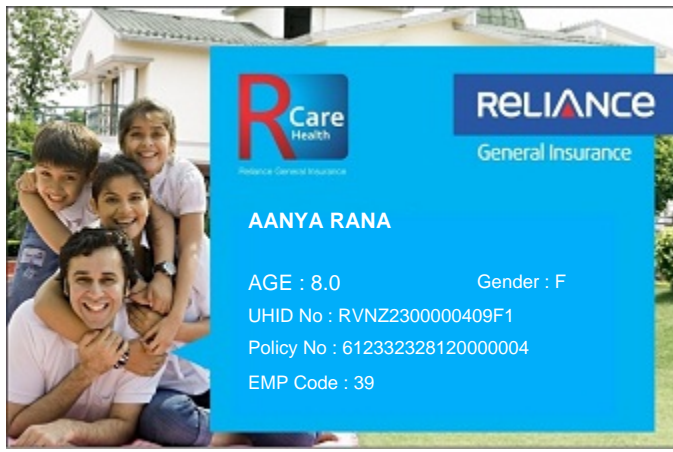 R Care
Health
Reliance General Insurance
RELIANCE
General Insurance
AANYA RANA
AGE : 8.0 Gender : F
UHID No : RVNZ2300000409F1
Policy No : 612332328120000004
EMP Code : 39